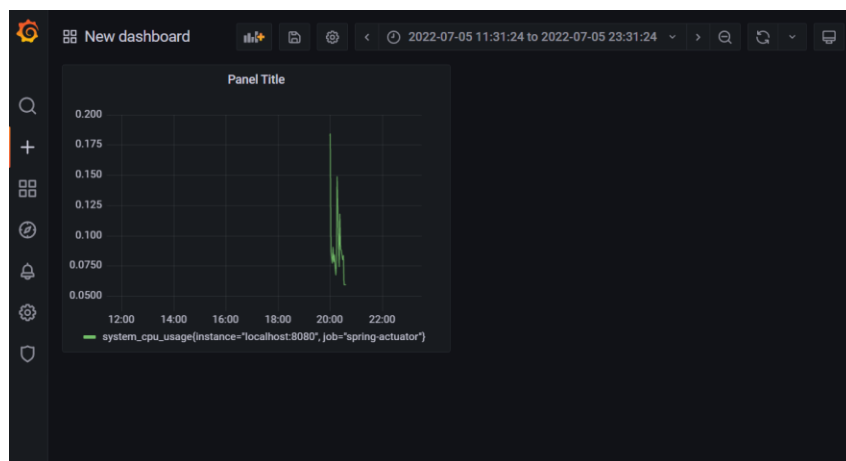 New dashboard
2022-07-05 11:31:24 to 2022-07-05 23:31:24
Panel Title
0.200
0.175
0.150
0.125
0.100
0.0750
0.0500
12:00 14:00 16:00 18:00 20:00 22:00
system_cpu_usage{instance="localhost:8080", job="spring-actuator"}